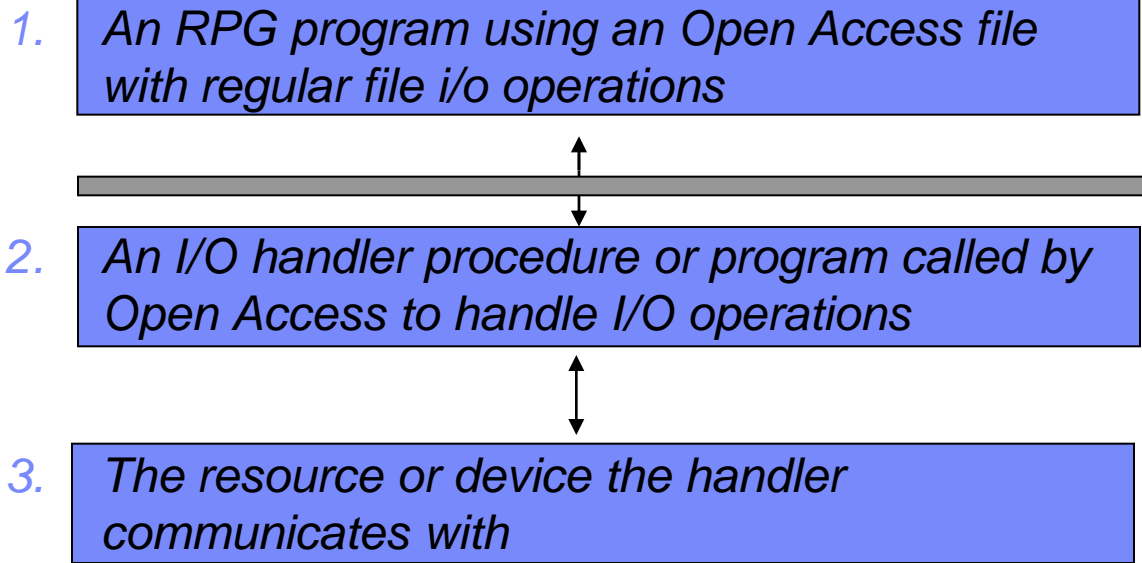 1. An RPG program using an Open Access file
with regular file i/o operations
2. An I/O handler procedure or program called by
Open Access to handle I/O operations
3. The resource or device the handler
communicates with